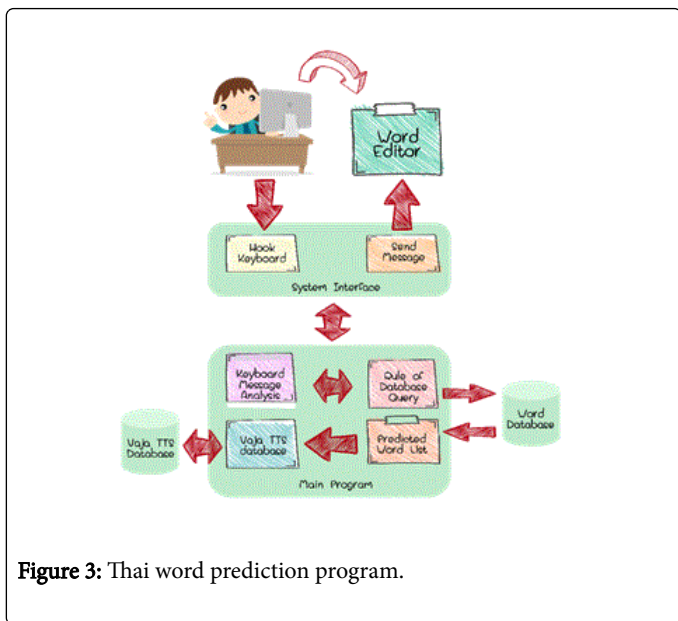 Word
Editor
Hook
Keyboard
Send
Message
System Interface
Keyboard
Message
Analysis
Rule of
Database
Query
Word
Database
Vaja TTS
Database
Vaja TTS
database
Predicted
Word List
Main Program
Figure 3: Thai word prediction program.